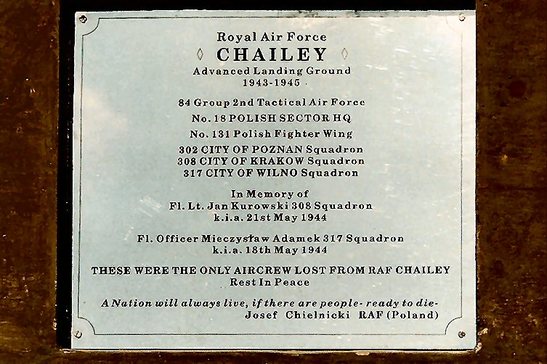 Royal Air Force
CHAILEY
Advanced Landing Ground
1943-1945
84 Group 2nd Tactical Air Force
No. 18 POLISH SECTOR HQ
No. 131 Polish Fighter Wing
302 CITY OF POZNAN Squadron
308 CITY OF KRAKOW Squadron
317 CITY OF WILNO Squadron
In Memory of
Fl. Lt. Jan Kurowski 308 Squadron
k.i.a. 21st May 1944
Fl. Officer Mieczysław Adamek 317 Squadron
k.i.a. 18th May 1944
THESE WERE THE ONLY AIRCREW LOST FROM RAF CHAILEY
Rest In Peace
A Nation will always live, if there are people- ready to die-
Josef Chielnicki RAF (Poland)